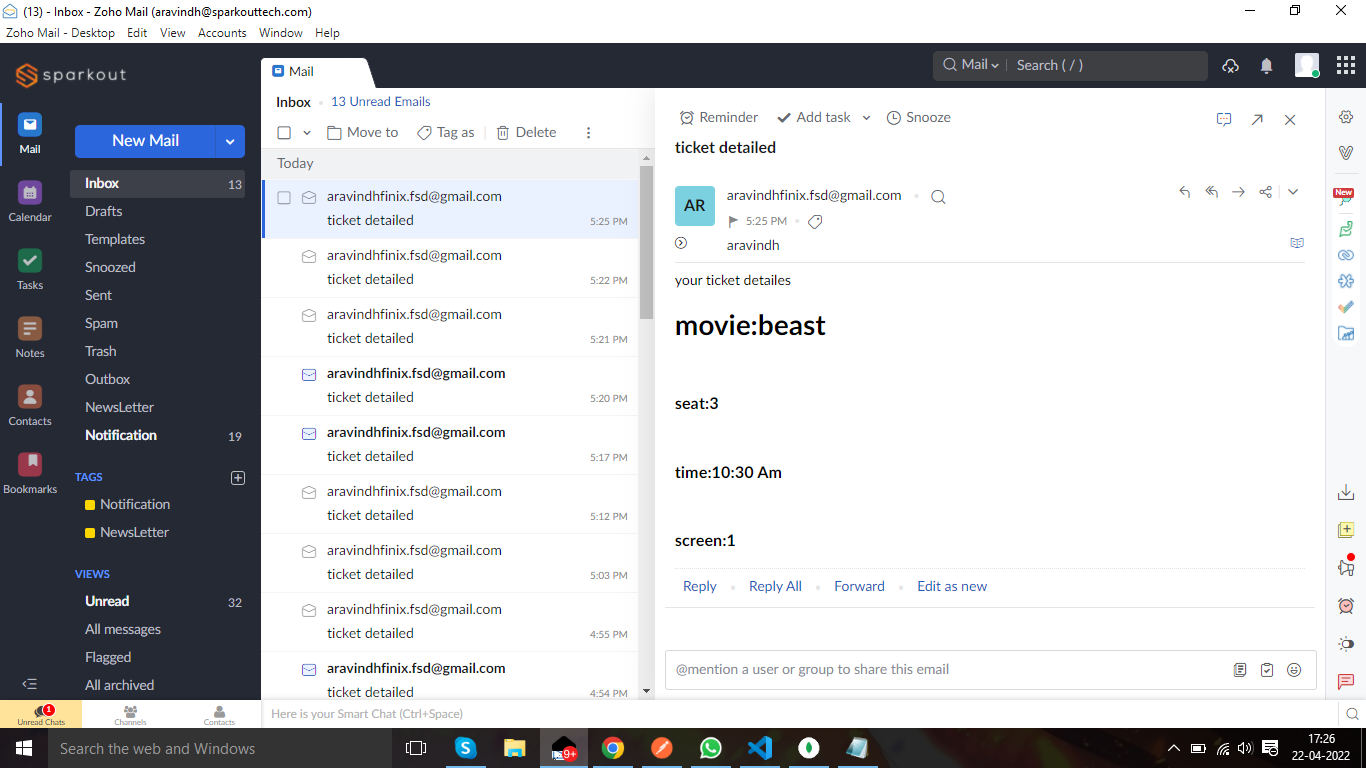 (13) - Inbox - Zoho Mail (aravindh@sparkouttech.com)
Zoho Mail - Desktop Edit View Accounts Window Help
sparkout
Mail
Mail
Search ( / )
Mail
Calendar
Tasks
Notes
Contacts
Bookmarks
New Mail
Inbox 13
Drafts
Templates
Snoozed
Sent
Spam
Trash
Outbox
NewsLetter
Notification 19
TAGS
Notification
NewsLetter
VIEWS
Unread 32
All messages
Flagged
All archived
Inbox 13 Unread Emails
Move to Tag as Delete
Today
aravindhfinix.fsd@gmail.com
ticket detailed 5:25 PM
aravindhfinix.fsd@gmail.com
ticket detailed 5:22 PM
aravindhfinix.fsd@gmail.com
ticket detailed 5:21 PM
aravindhfinix.fsd@gmail.com
ticket detailed 5:20 PM
aravindhfinix.fsd@gmail.com
ticket detailed 5:17 PM
aravindhfinix.fsd@gmail.com
ticket detailed 5:12 PM
aravindhfinix.fsd@gmail.com
ticket detailed 5:03 PM
aravindhfinix.fsd@gmail.com
ticket detailed 4:55 PM
aravindhfinix.fsd@gmail.com
ticket detailed 4:54 PM
Reminder Add task Snooze
ticket detailed
AR
aravindhfinix.fsd@gmail.com
5:25 PM
aravindh
your ticket detailes
movie:beast
seat:3
time:10:30 Am
screen:1
Reply Reply All Forward Edit as new
@mention a user or group to share this email
New
1
Unread Chats Channels Contacts
Here is your Smart Chat (Ctrl+Space)
Search the web and Windows
9+
17:26
22-04-2022